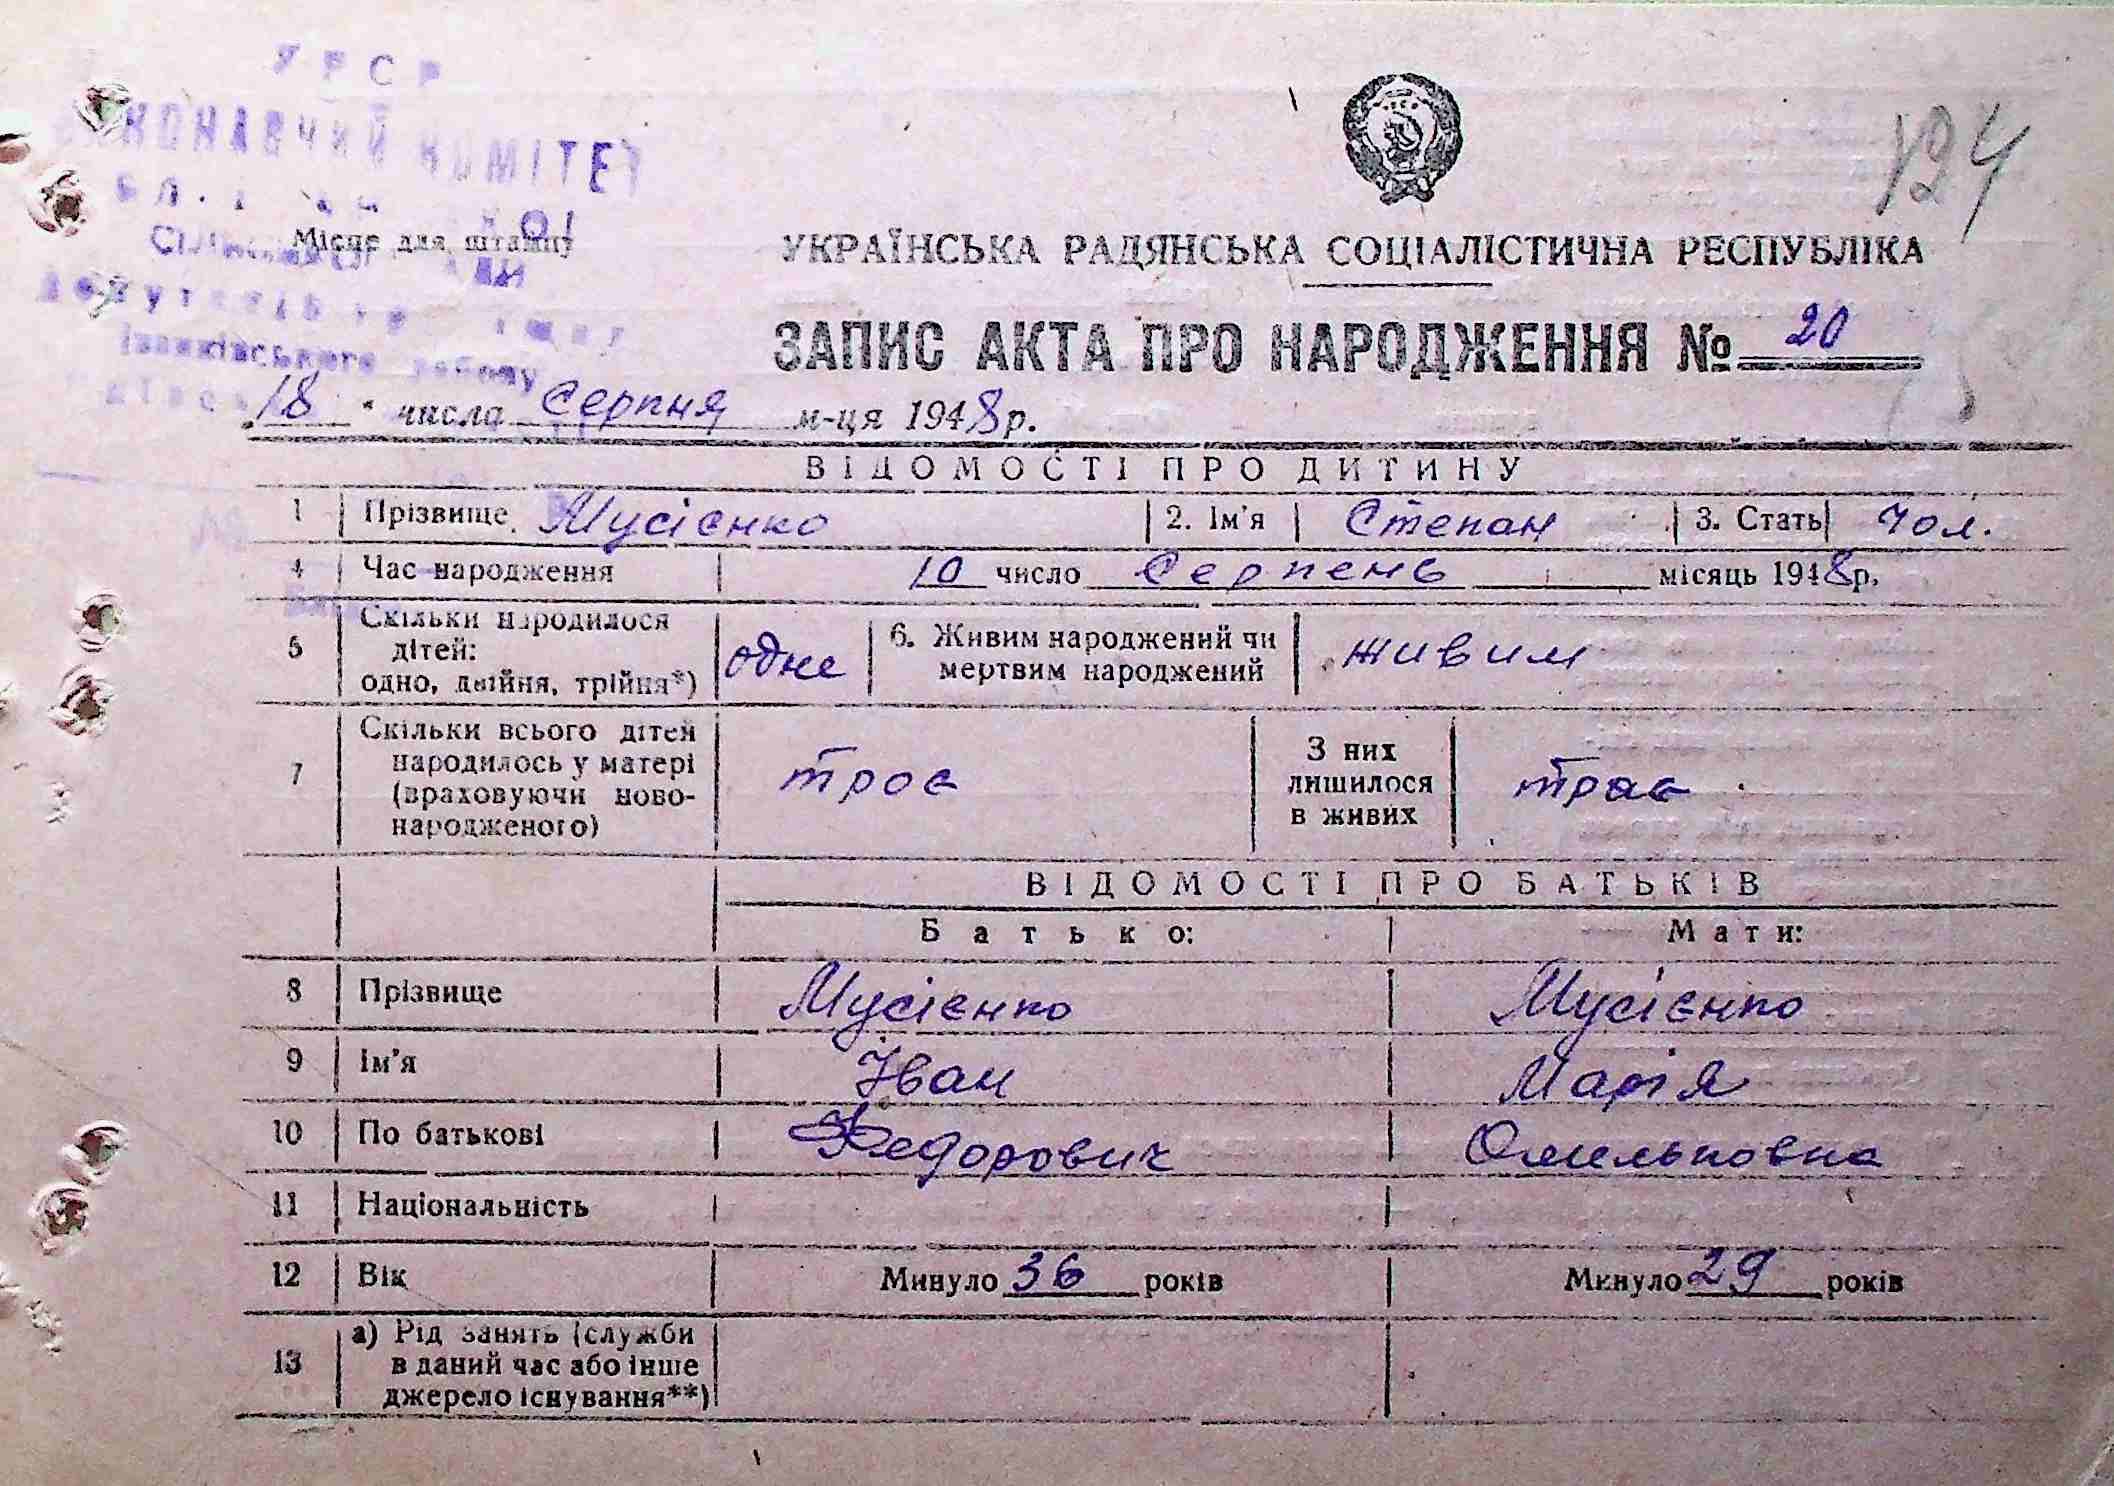 УРСР
ВИКОНАВЧИЙ КОМІТЕТ
Місце для штампу
Іванківського району
124
УКРАЇНСЬКА РАДЯНСЬКА СОЦІАЛІСТИЧНА РЕСПУБЛІКА
ЗАПИС АКТА ПРО НАРОДЖЕННЯ № 20
18 " числа Серпня м-ця 1948 р.
ВІДОМОСТІ ПРО ДИТИНУ
1 Прізвище Мусієнко 2. Ім'я Степан 3. Стать чол.
4 Час народження 10 число Серпень місяць 1948 р.
5 Скільки народилося дітей: одно, двійня, трійня*) одне 6. Живим народжений чи мертвим народжений живим
7 Скільки всього дітей народилось у матері (враховуючи новонародженого) троє З них лишилося в живих троє
ВІДОМОСТІ ПРО БАТЬКІВ
Батько: Мати:
8 Прізвище Мусієнко Мусієнко
9 Ім'я Іван Марія
10 По батькові Федорович Омельковна
11 Національність
12 Вік Минуло 36 років Минуло 29 років
13 а) Рід занять (служби в даний час або інше джерело існування**)